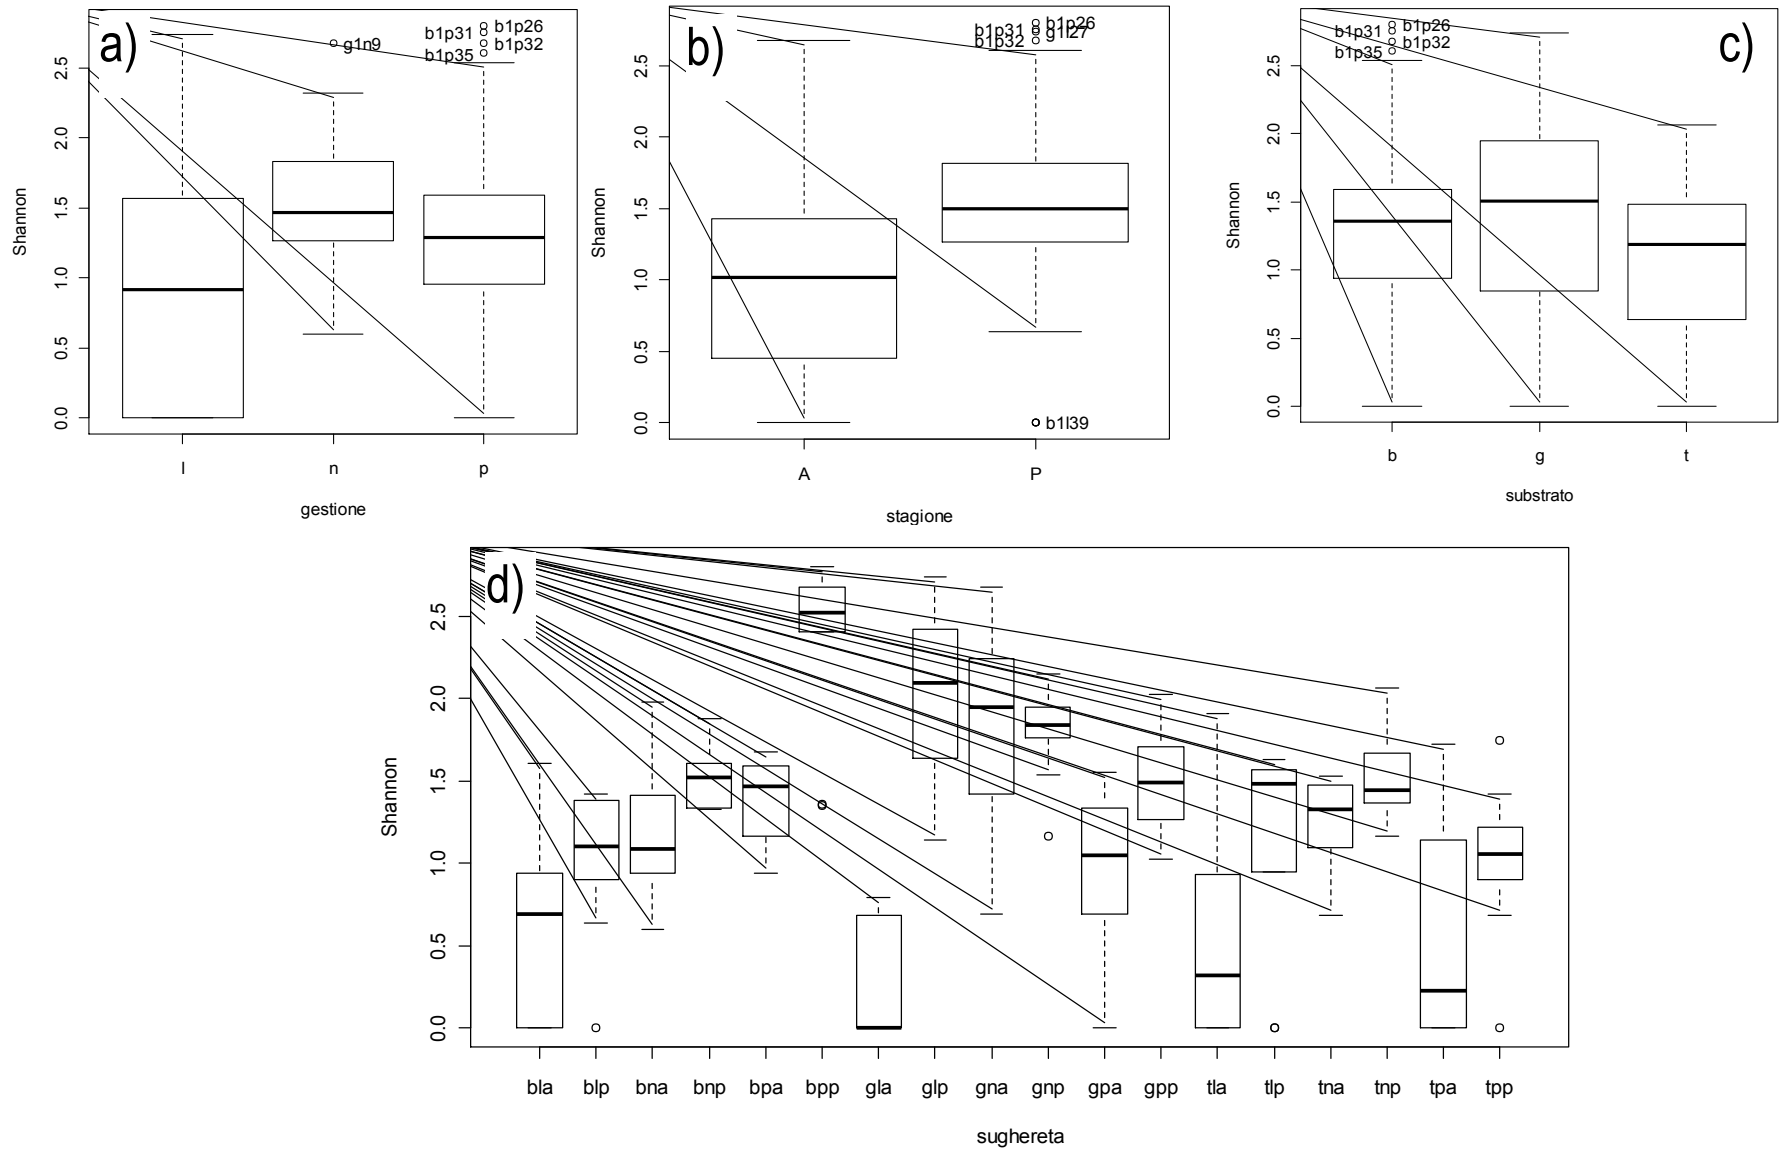 a)
b1p26
b1p31
g1n9
b1p32
b1p35
Shannon
0.0 0.5 1.0 1.5 2.0 2.5
l n p
gestione
b)
b1p26
b1p31
g1l27
b1p32
b1l39
Shannon
0.0 0.5 1.0 1.5 2.0 2.5
A P
stagione
c)
b1p26
b1p31
b1p32
b1p35
Shannon
0.0 0.5 1.0 1.5 2.0 2.5
b g t
substrato
d)
Shannon
0.0 0.5 1.0 1.5 2.0 2.5
bla blp bna bnp bpa bpp gla glp gna gnp gpa gpp tla tlp tna tnp tpa tpp
sughereta